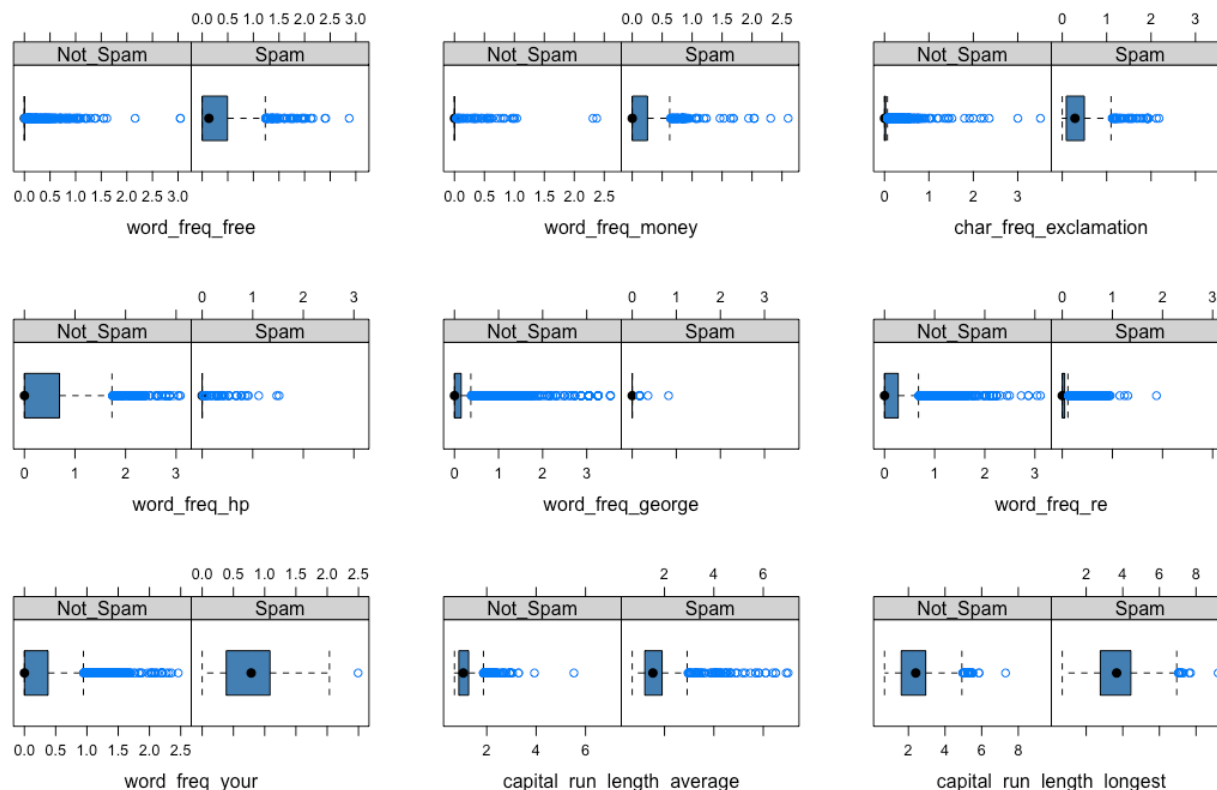 0.0 0.5 1.0 1.5 2.0 2.5 3.0
Not_Spam Spam
0.0 0.5 1.0 1.5 2.0 2.5 3.0
word_freq_free
0.0 0.5 1.0 1.5 2.0 2.5
Not_Spam Spam
0.0 0.5 1.0 1.5 2.0 2.5
word_freq_money
0 1 2 3
Not_Spam Spam
0 1 2 3
char_freq_exclamation
0 1 2 3
Not_Spam Spam
0 1 2 3
word_freq_hp
0 1 2 3
Not_Spam Spam
0 1 2 3
word_freq_george
0 1 2 3
Not_Spam Spam
0 1 2 3
word_freq_re
0.0 0.5 1.0 1.5 2.0 2.5
Not_Spam Spam
0.0 0.5 1.0 1.5 2.0 2.5
word_freq_your
2 4 6
Not_Spam Spam
2 4 6
capital_run_length_average
2 4 6 8
Not_Spam Spam
2 4 6 8
capital_run_length_longest